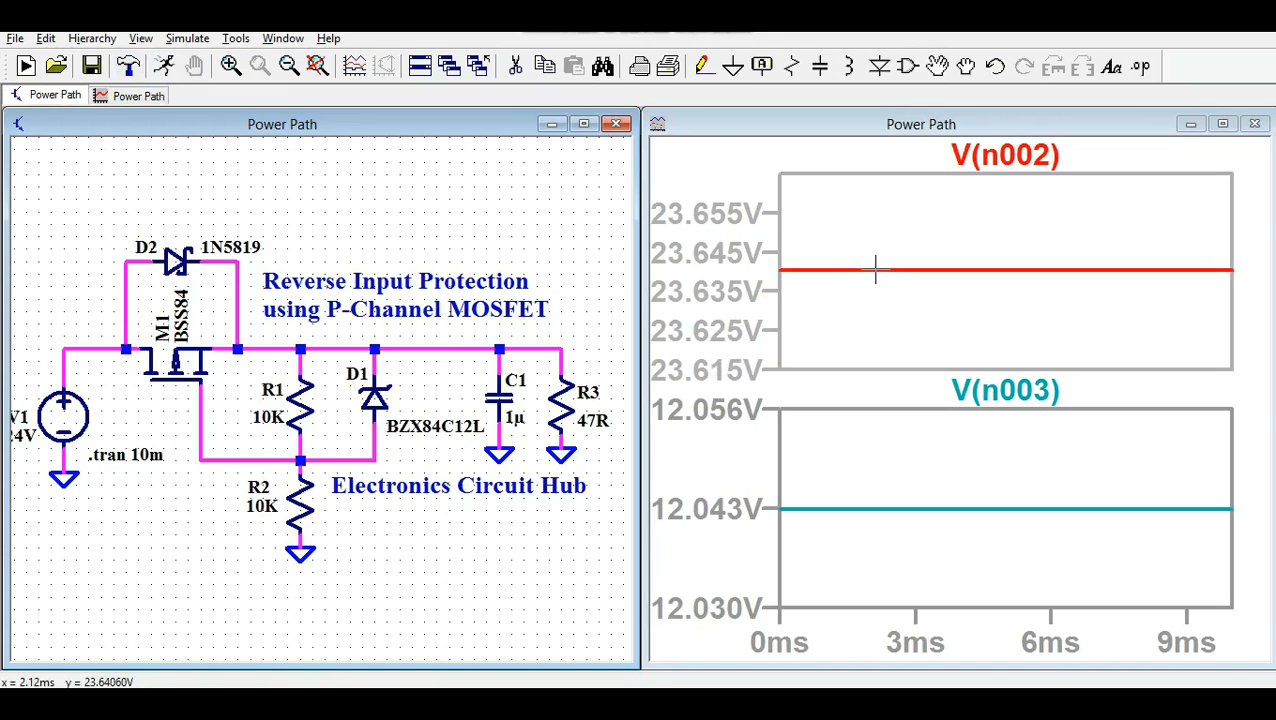 File Edit Hierarchy View Simulate Tools Window Help
Aa .op
Power Path Power Path
Power Path
D2 1N5819
Reverse Input Protection
using P-Channel MOSFET
M1
BSS84
V1
24V
R1
10K
D1
BZX84C12L
C1
1µ
R3
47R
.tran 10m
R2
10K
Electronics Circuit Hub
Power Path
V(n002)
23.655V
23.645V
23.635V
23.625V
23.615V
V(n003)
12.056V
12.043V
12.030V
0ms 3ms 6ms 9ms
x = 2.12ms y = 23.64060V